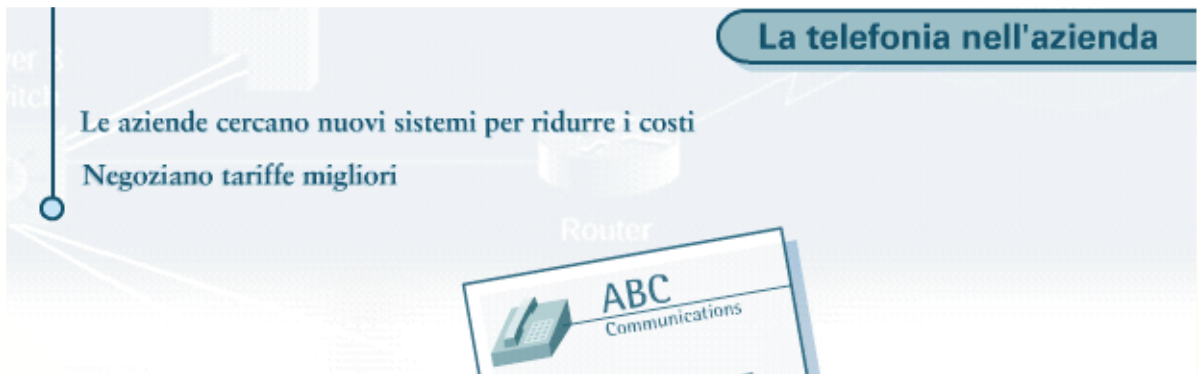 La telefonia nell'azienda
Le aziende cercano nuovi sistemi per ridurre i costi
Negoziano tariffe migliori
Router
ABC
Communications